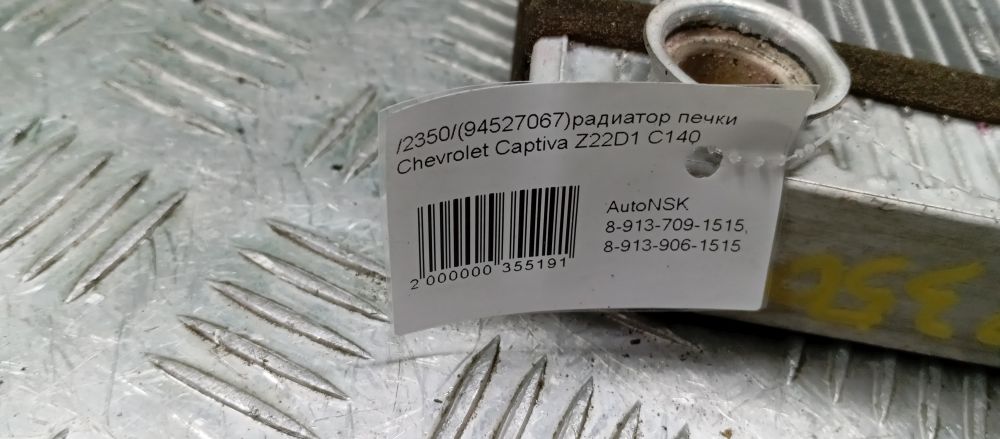 /2350/(94527067)радиатор печки
Chevrolet Captiva Z22D1 C140
AutoNSK
8-913-709-1515,
8-913-906-1515
2 000000 355191